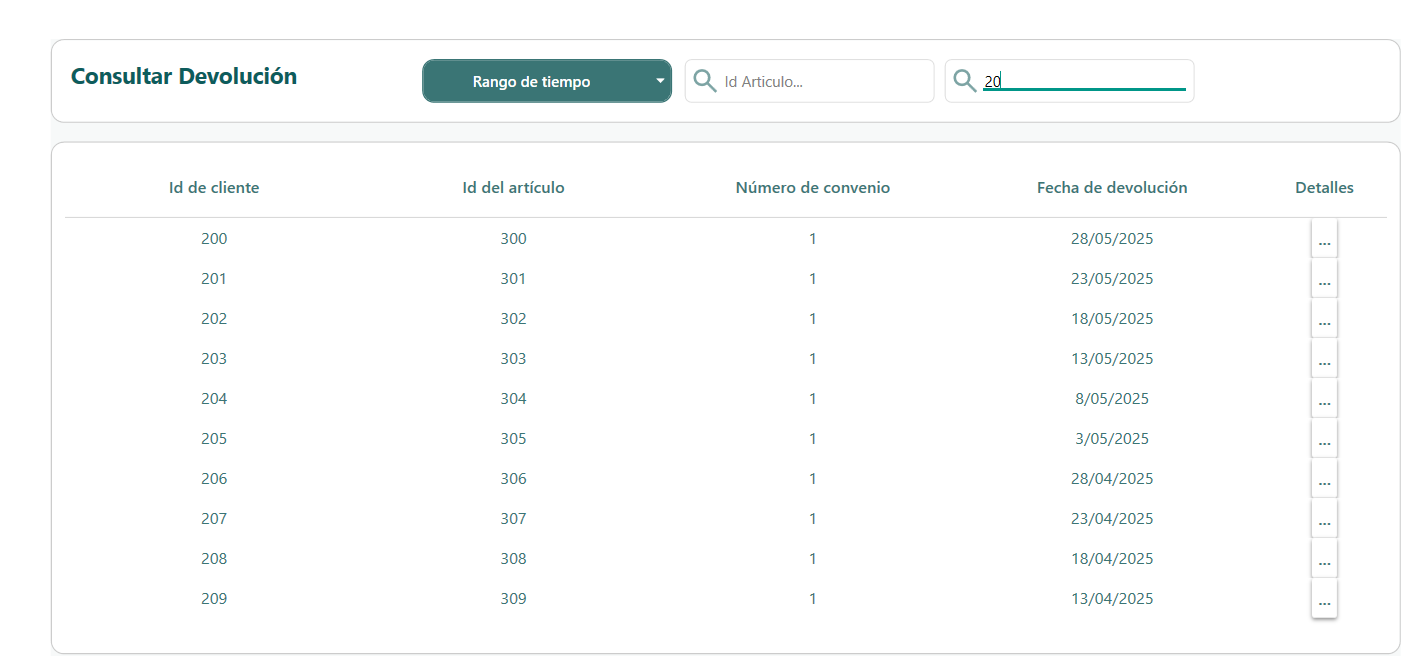 Consultar Devolución
Rango de tiempo
Id Articulo...
20
Id de cliente Id del artículo Número de convenio Fecha de devolución Detalles
200 300 1 28/05/2025 ...
201 301 1 23/05/2025 ...
202 302 1 18/05/2025 ...
203 303 1 13/05/2025 ...
204 304 1 8/05/2025 ...
205 305 1 3/05/2025 ...
206 306 1 28/04/2025 ...
207 307 1 23/04/2025 ...
208 308 1 18/04/2025 ...
209 309 1 13/04/2025 ...